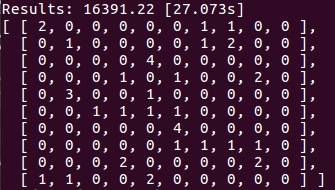 Results: 16391.22 [27.073s]
[ [ 2, 0, 0, 0, 0, 0, 1, 1, 0, 0 ],
[ 0, 1, 0, 0, 0, 0, 1, 2, 0, 0 ],
[ 0, 0, 0, 0, 4, 0, 0, 0, 0, 0 ],
[ 0, 0, 0, 1, 0, 1, 0, 0, 2, 0 ],
[ 0, 3, 0, 0, 1, 0, 0, 0, 0, 0 ],
[ 0, 0, 1, 1, 1, 1, 0, 0, 0, 0 ],
[ 0, 0, 0, 0, 0, 4, 0, 0, 0, 0 ],
[ 0, 0, 0, 0, 0, 1, 1, 1, 1, 0 ],
[ 0, 0, 0, 2, 0, 0, 0, 0, 2, 0 ],
[ 1, 1, 0, 0, 2, 0, 0, 0, 0, 0 ] ]